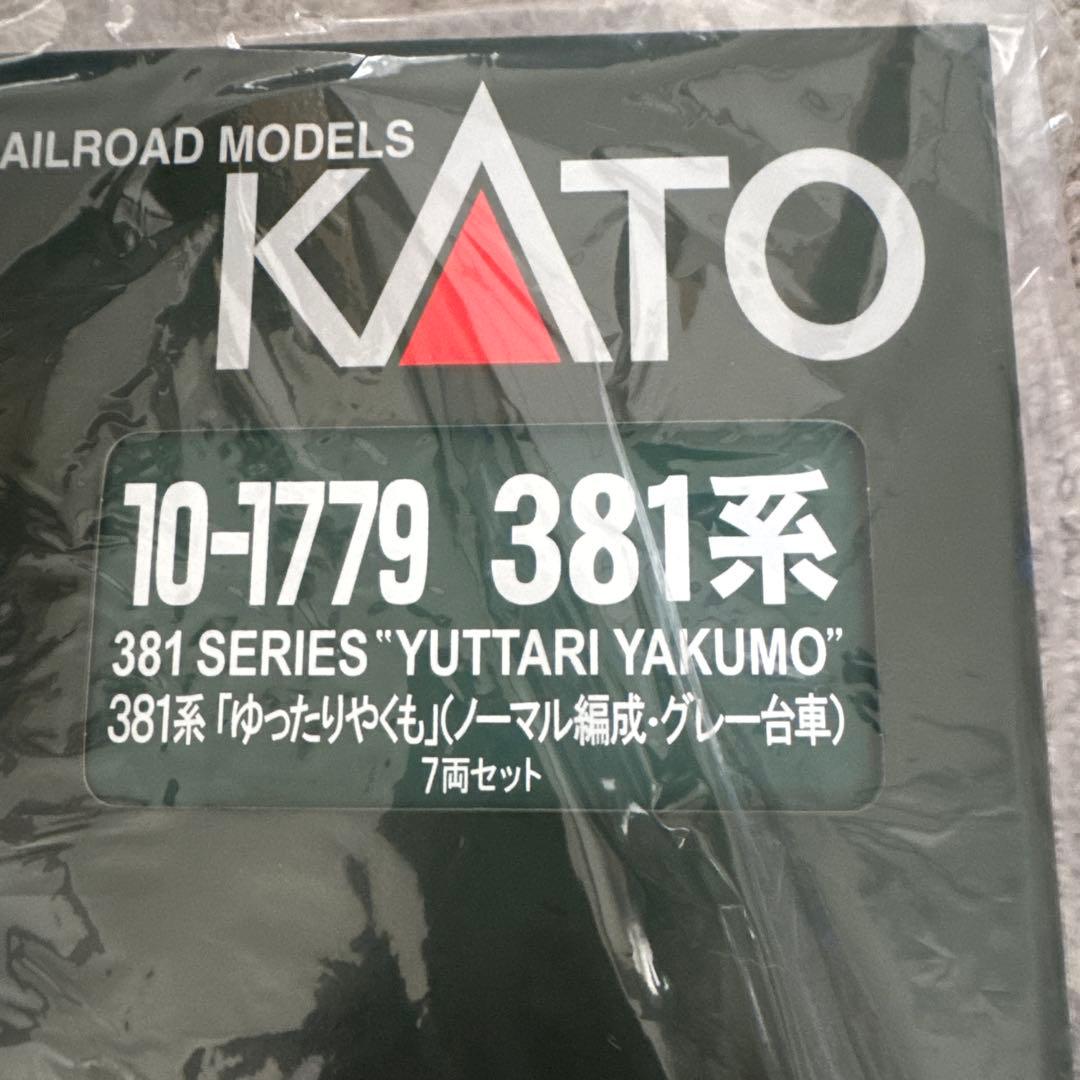 AILROAD MODELS
KATO
10-1779 381系
381 SERIES "YUTTARI YAKUMO"
381系「ゆったりやくも」(ノーマル編成・グレー台車)
7両セット